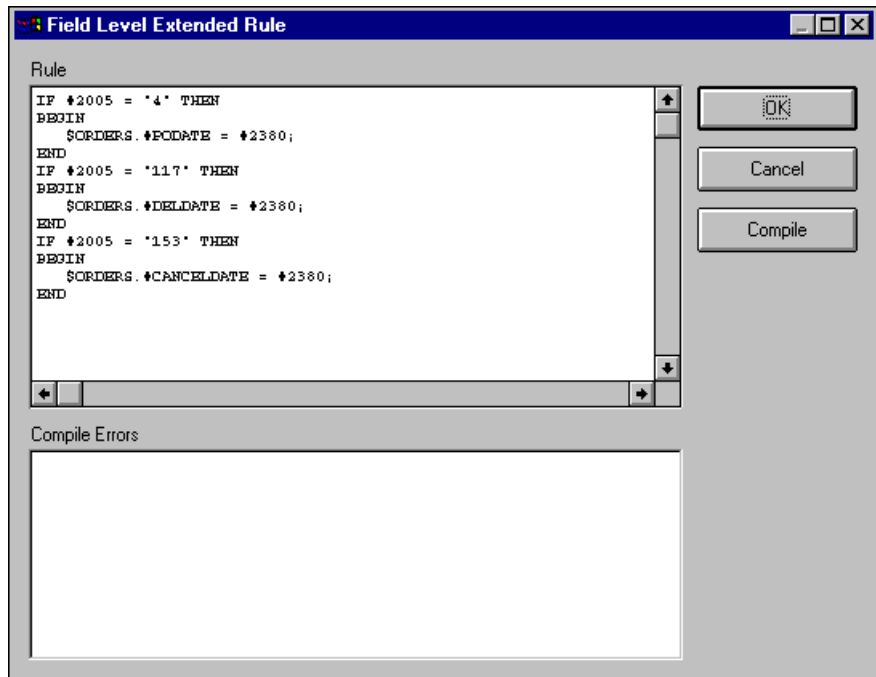 Field Level Extended Rule
Rule
IF #2005 = "4" THEN
BEGIN
$ORDERS.#PODATE = #2380;
END
IF #2005 = "117" THEN
BEGIN
$ORDERS.#DELDATE = #2380;
END
IF #2005 = "153" THEN
BEGIN
$ORDERS.#CANCELDATE = #2380;
END
OK
Cancel
Compile
Compile Errors